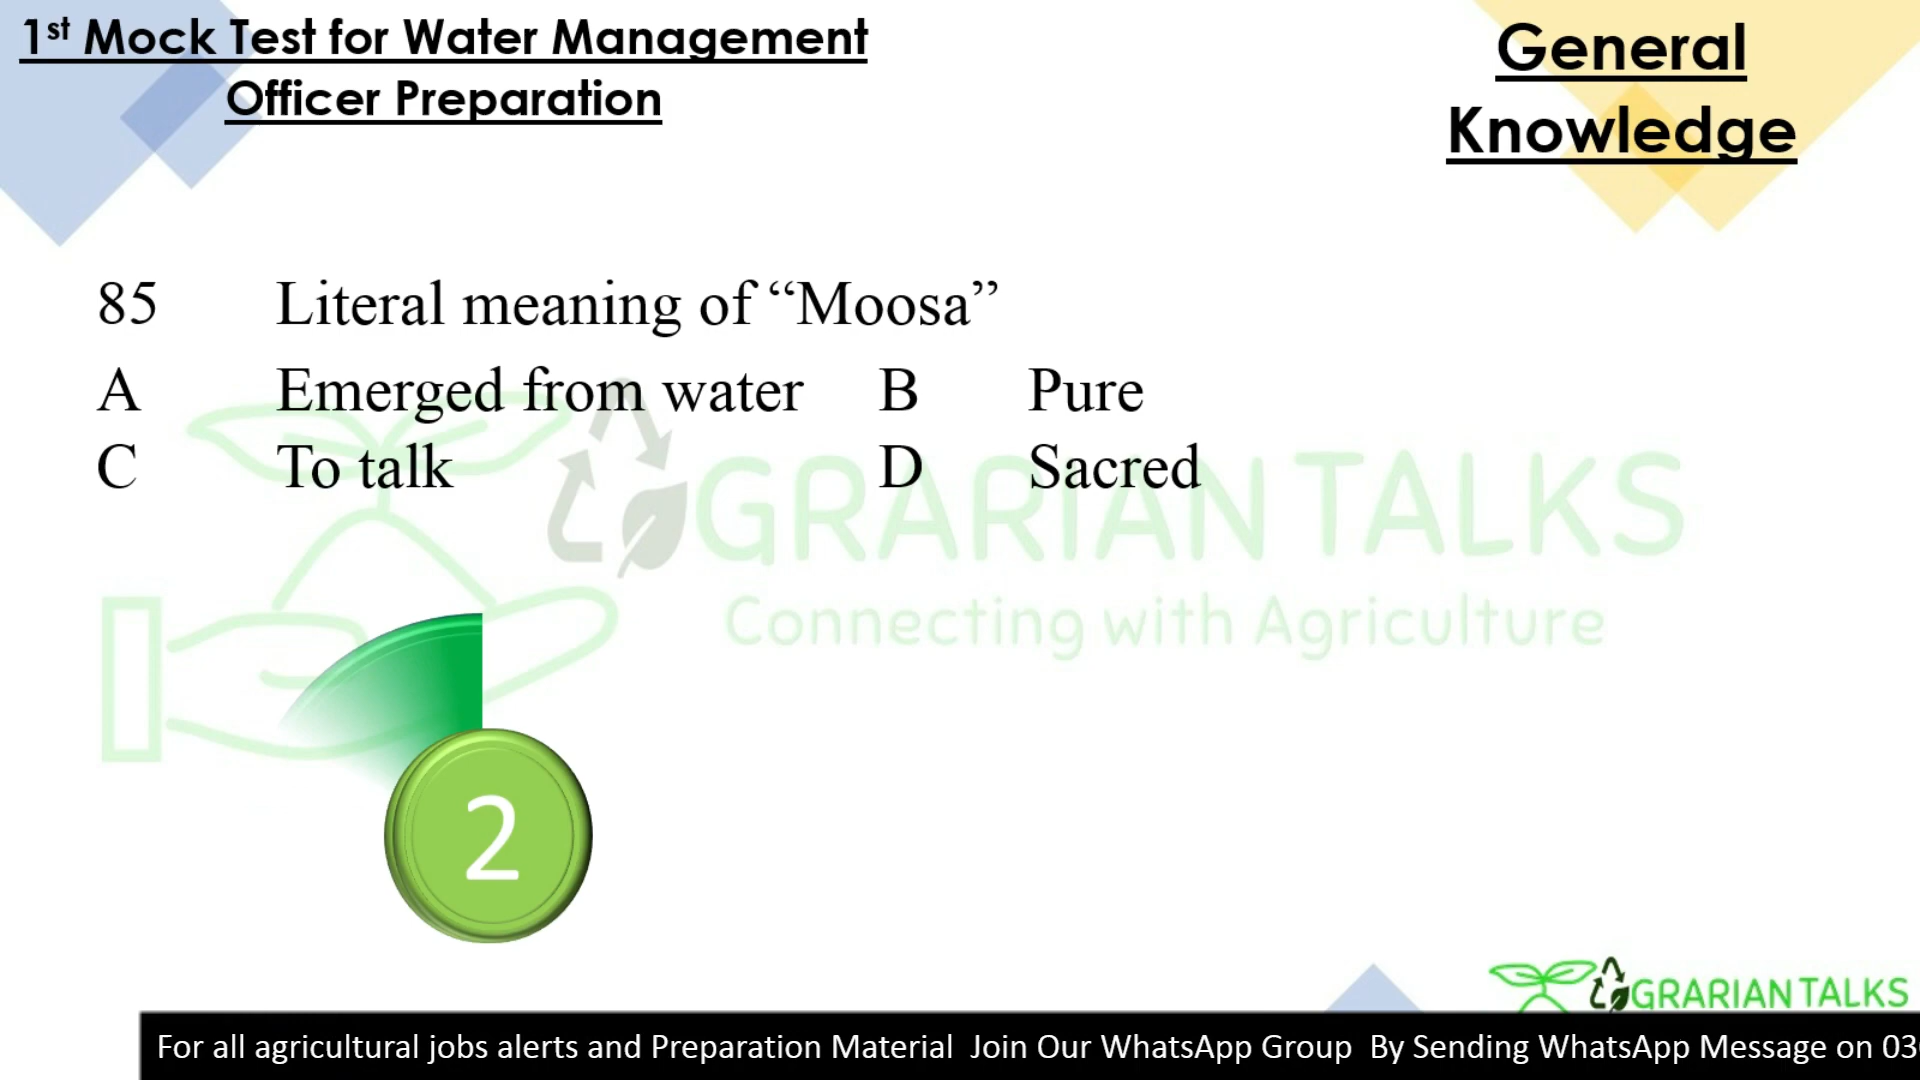 1st Mock Test for Water Management
Officer Preparation
General
Knowledge
85 Literal meaning of “Moosa”
A Emerged from water B Pure
C To talk D Sacred
GRARIAN TALKS
Connecting with Agriculture
2
GRARIAN TALKS
For all agricultural jobs alerts and Preparation Material Join Our WhatsApp Group By Sending WhatsApp Message on